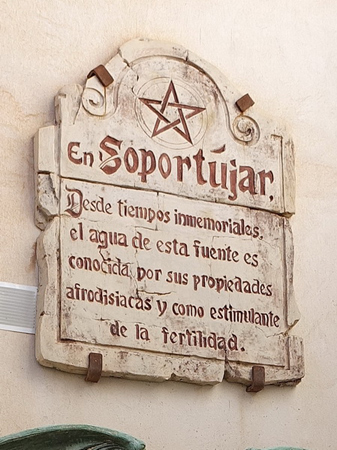 En Soportújar,
Desde tiempos inmemoriales,
el agua de esta fuente es
conocida por sus propiedades
afrodisiacas y como estimulante
de la fertilidad.